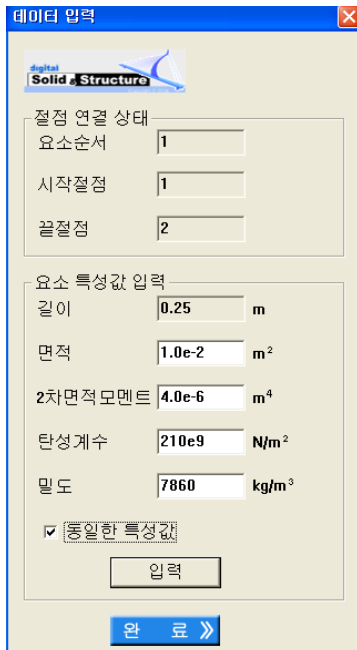 데이터 입력
digital
Solid & Structure
절점 연결 상태
요소순서 1
시작절점 1
끝절점 2
요소 특성값 입력
길이 0.25 m
면적 1.0e-2 m²
2차면적모멘트 4.0e-6 m⁴
탄성계수 210e9 N/m²
밀도 7860 kg/m³
동일한 특성값
입력
완 료 》